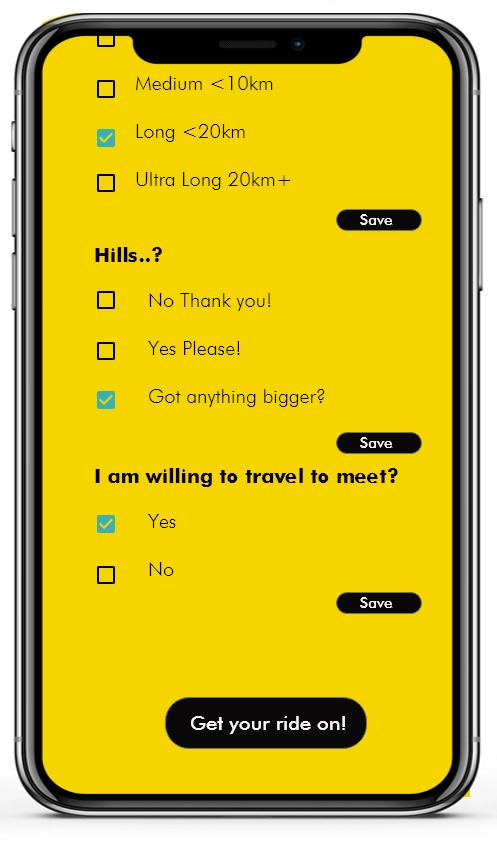 Medium <10km
Long <20km
Ultra Long 20km+
Save
Hills..?
No Thank you!
Yes Please!
Got anything bigger?
Save
I am willing to travel to meet?
Yes
No
Save
Get your ride on!